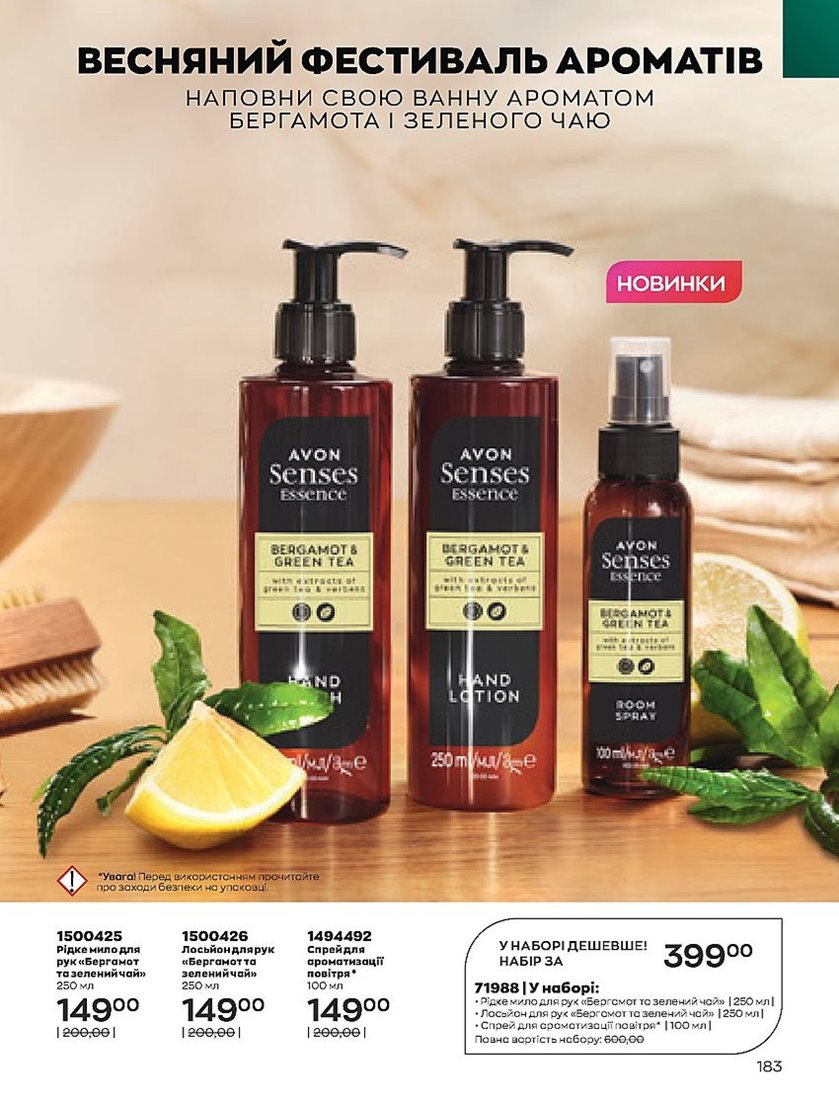 ВЕСНЯНИЙ ФЕСТИВАЛЬ АРОМАТІВ
НАПОВНИ СВОЮ ВАННУ АРОМАТОМ
БЕРГАМОТА І ЗЕЛЕНОГО ЧАЮ
НОВИНКИ
AVON
Senses
Essence
BERGAMOT &
GREEN TEA
with extracts of
green tea & verbena
HAND
AVON
Senses
Essence
BERGAMOT &
GREEN TEA
with extracts of
green tea & verbena
HAND
LOTION
250 ml/мл/მლ e
AVON
Senses
Essence
BERGAMOT &
GREEN TEA
with extracts of
green tea & verbena
ROOM
SPRAY
100 ml/мл/მლ e
*Увага! Перед використанням прочитайте
про заходи безпеки на упаковці.
1500425
Рідке мило для
рук «Бергамот
та зелений чай»
250 мл
149⁰⁰
| 200,00 |
1500426
Лосьйон для рук
«Бергамот та
зелений чай»
250 мл
149⁰⁰
| 200,00 |
1494492
Спрей для
ароматизації
повітря*
100 мл
149⁰⁰
| 200,00 |
У НАБОРІ ДЕШЕВШЕ!
НАБІР ЗА
399⁰⁰
71988 | У наборі:
• Рідке мило для рук «Бергамот та зелений чай» | 250 мл |
• Лосьйон для рук «Бергамот та зелений чай» | 250 мл |
• Спрей для ароматизації повітря* | 100 мл |
Повна вартість набору: 600,00
183